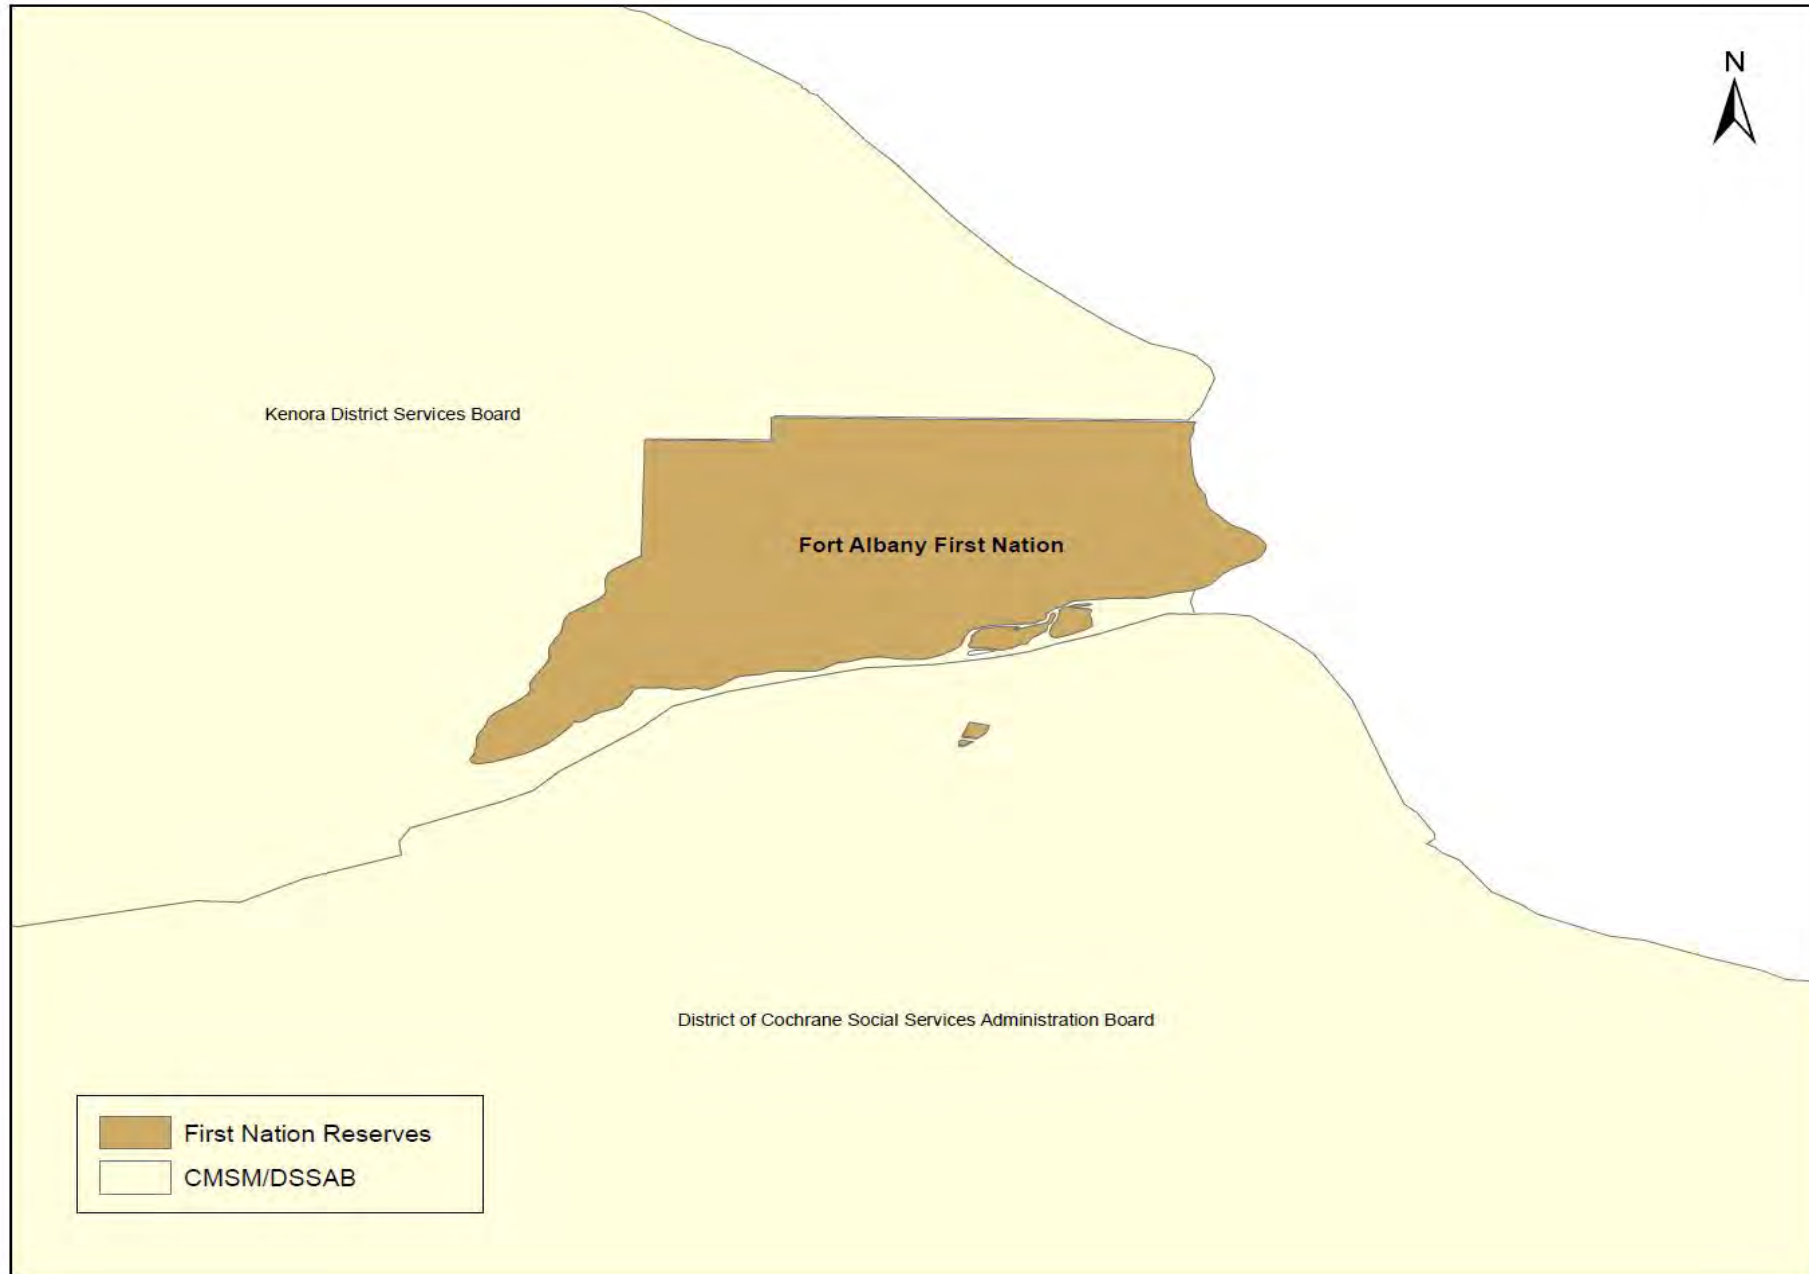 N
Kenora District Services Board
Fort Albany First Nation
District of Cochrane Social Services Administration Board
First Nation Reserves
CMSM/DSSAB